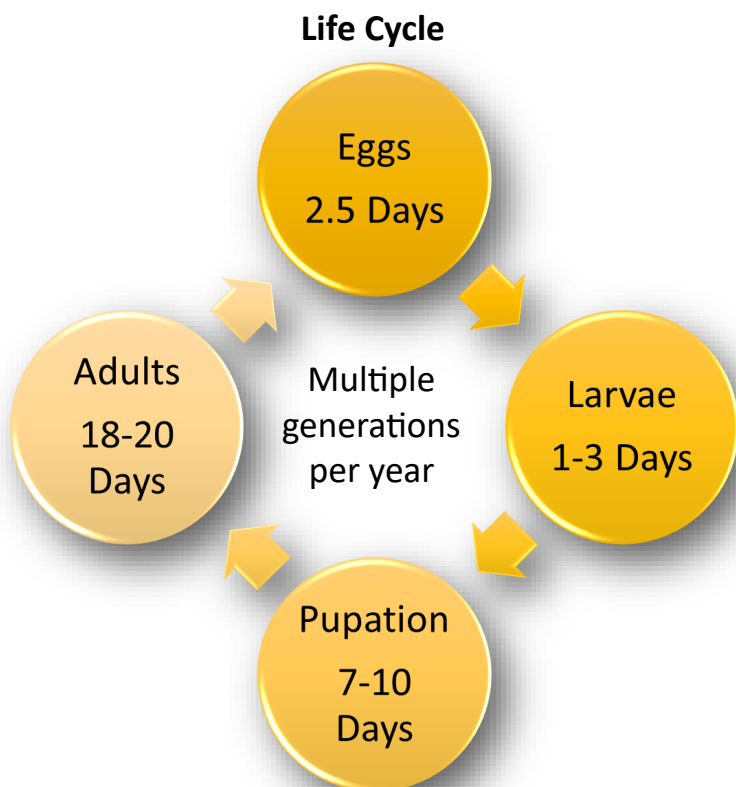 Life Cycle
Eggs
2.5 Days
Larvae
1-3 Days
Pupation
7-10
Days
Adults
18-20
Days
Multiple
generations
per year